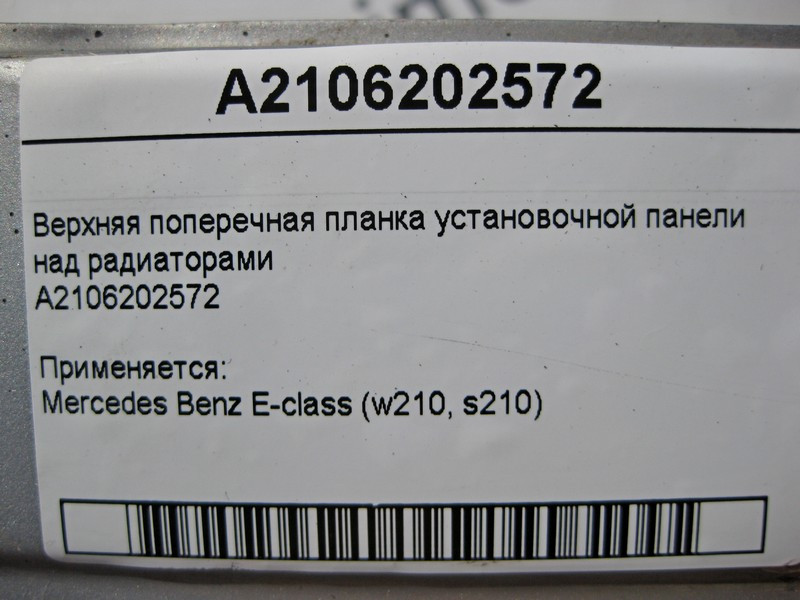 A2106202572
Верхняя поперечная планка установочной панели
над радиаторами
A2106202572
Применяется:
Mercedes Benz E-class (w210, s210)